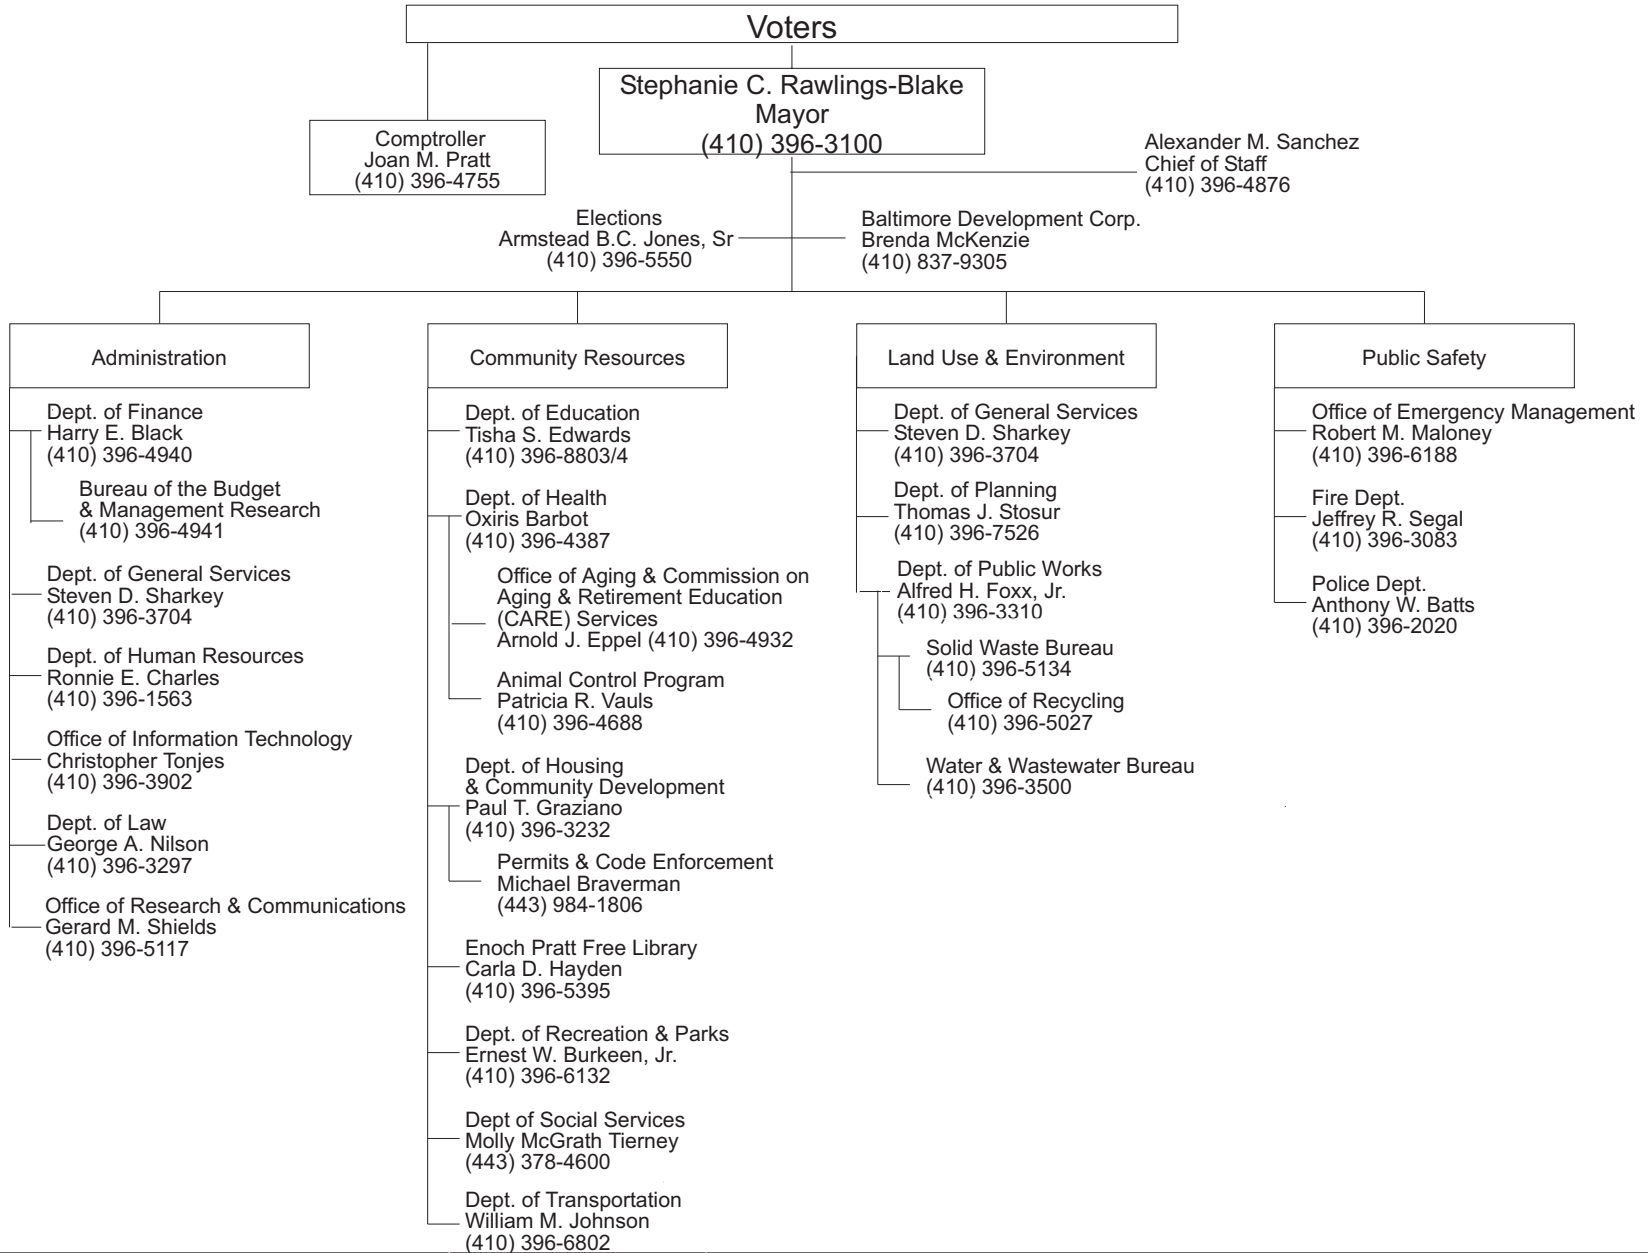 Voters
Stephanie C. Rawlings-Blake
Mayor
(410) 396-3100
Comptroller
Joan M. Pratt
(410) 396-4755
Alexander M. Sanchez
Chief of Staff
(410) 396-4876
Elections
Armstead B.C. Jones, Sr
(410) 396-5550
Baltimore Development Corp.
Brenda McKenzie
(410) 837-9305
Administration
Dept. of Finance
Harry E. Black
(410) 396-4940
Bureau of the Budget
& Management Research
(410) 396-4941
Dept. of General Services
Steven D. Sharkey
(410) 396-3704
Dept. of Human Resources
Ronnie E. Charles
(410) 396-1563
Office of Information Technology
Christopher Tonjes
(410) 396-3902
Dept. of Law
George A. Nilson
(410) 396-3297
Office of Research & Communications
Gerard M. Shields
(410) 396-5117
Community Resources
Dept. of Education
Tisha S. Edwards
(410) 396-8803/4
Dept. of Health
Oxiris Barbot
(410) 396-4387
Office of Aging & Commission on
Aging & Retirement Education
(CARE) Services
Arnold J. Eppel (410) 396-4932
Animal Control Program
Patricia R. Vauls
(410) 396-4688
Dept. of Housing
& Community Development
Paul T. Graziano
(410) 396-3232
Permits & Code Enforcement
Michael Braverman
(443) 984-1806
Enoch Pratt Free Library
Carla D. Hayden
(410) 396-5395
Dept. of Recreation & Parks
Ernest W. Burkeen, Jr.
(410) 396-6132
Dept of Social Services
Molly McGrath Tierney
(443) 378-4600
Dept. of Transportation
William M. Johnson
(410) 396-6802
Land Use & Environment
Dept. of General Services
Steven D. Sharkey
(410) 396-3704
Dept. of Planning
Thomas J. Stosur
(410) 396-7526
Dept. of Public Works
Alfred H. Foxx, Jr.
(410) 396-3310
Solid Waste Bureau
(410) 396-5134
Office of Recycling
(410) 396-5027
Water & Wastewater Bureau
(410) 396-3500
Public Safety
Office of Emergency Management
Robert M. Maloney
(410) 396-6188
Fire Dept.
Jeffrey R. Segal
(410) 396-3083
Police Dept.
Anthony W. Batts
(410) 396-2020